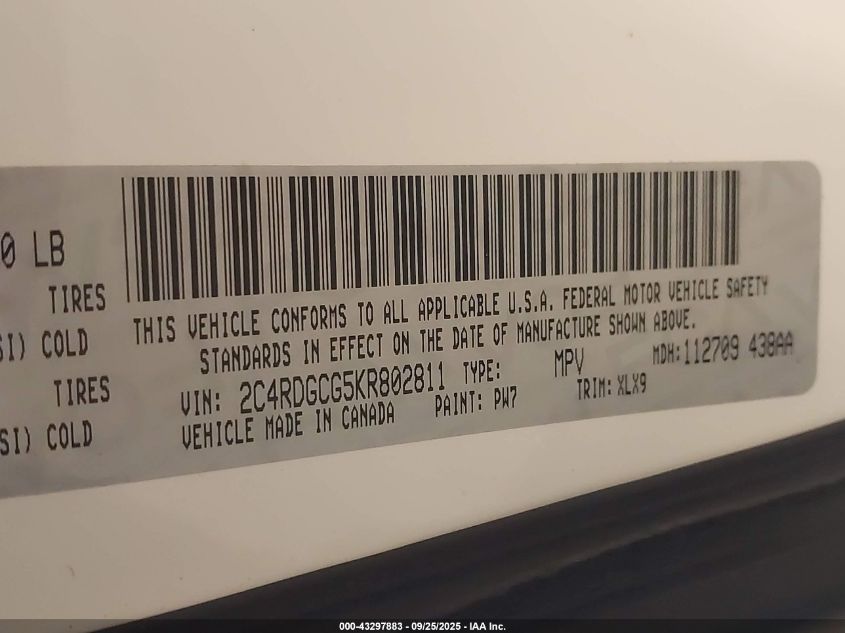 0 LB
TIRES
SI) COLD
TIRES
SI) COLD
THIS VEHICLE CONFORMS TO ALL APPLICABLE U.S.A. FEDERAL MOTOR VEHICLE SAFETY
STANDARDS IN EFFECT ON THE DATE OF MANUFACTURE SHOWN ABOVE.
VIN: 2C4RDGCG5KR802811 TYPE: MPV MDH:112709 438AA
VEHICLE MADE IN CANADA PAINT: PW7 TRIM: XLX9
000-43297883 - 09/25/2025 - IAA Inc.